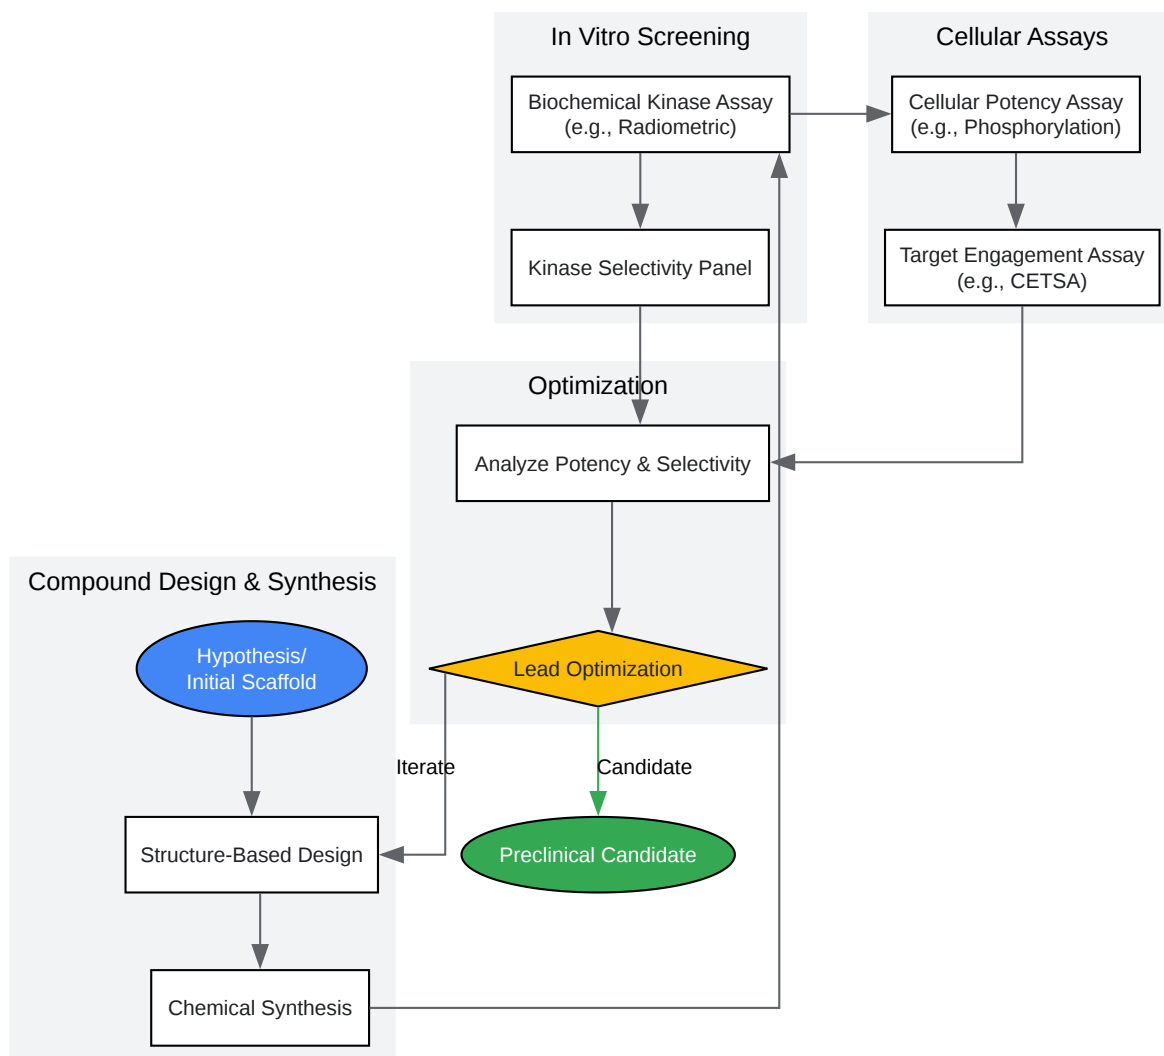 In Vitro Screening
Cellular Assays
Biochemical Kinase Assay
(e.g., Radiometric)
Cellular Potency Assay
(e.g., Phosphorylation)
Kinase Selectivity Panel
Target Engagement Assay
(e.g., CETSA)
Optimization
Analyze Potency & Selectivity
Compound Design & Synthesis
Hypothesis/
Initial Scaffold
Lead Optimization
Iterate
Candidate
Structure-Based Design
Preclinical Candidate
Chemical Synthesis